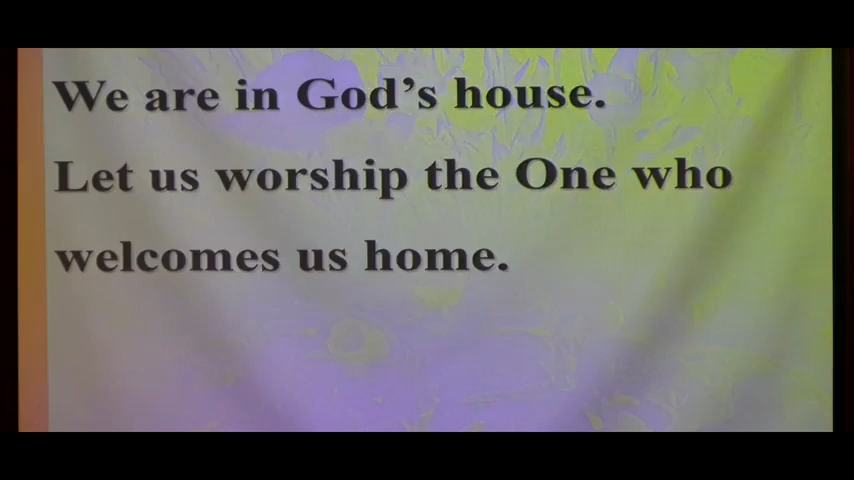 We are in God’s house.
Let us worship the One who
welcomes us home.